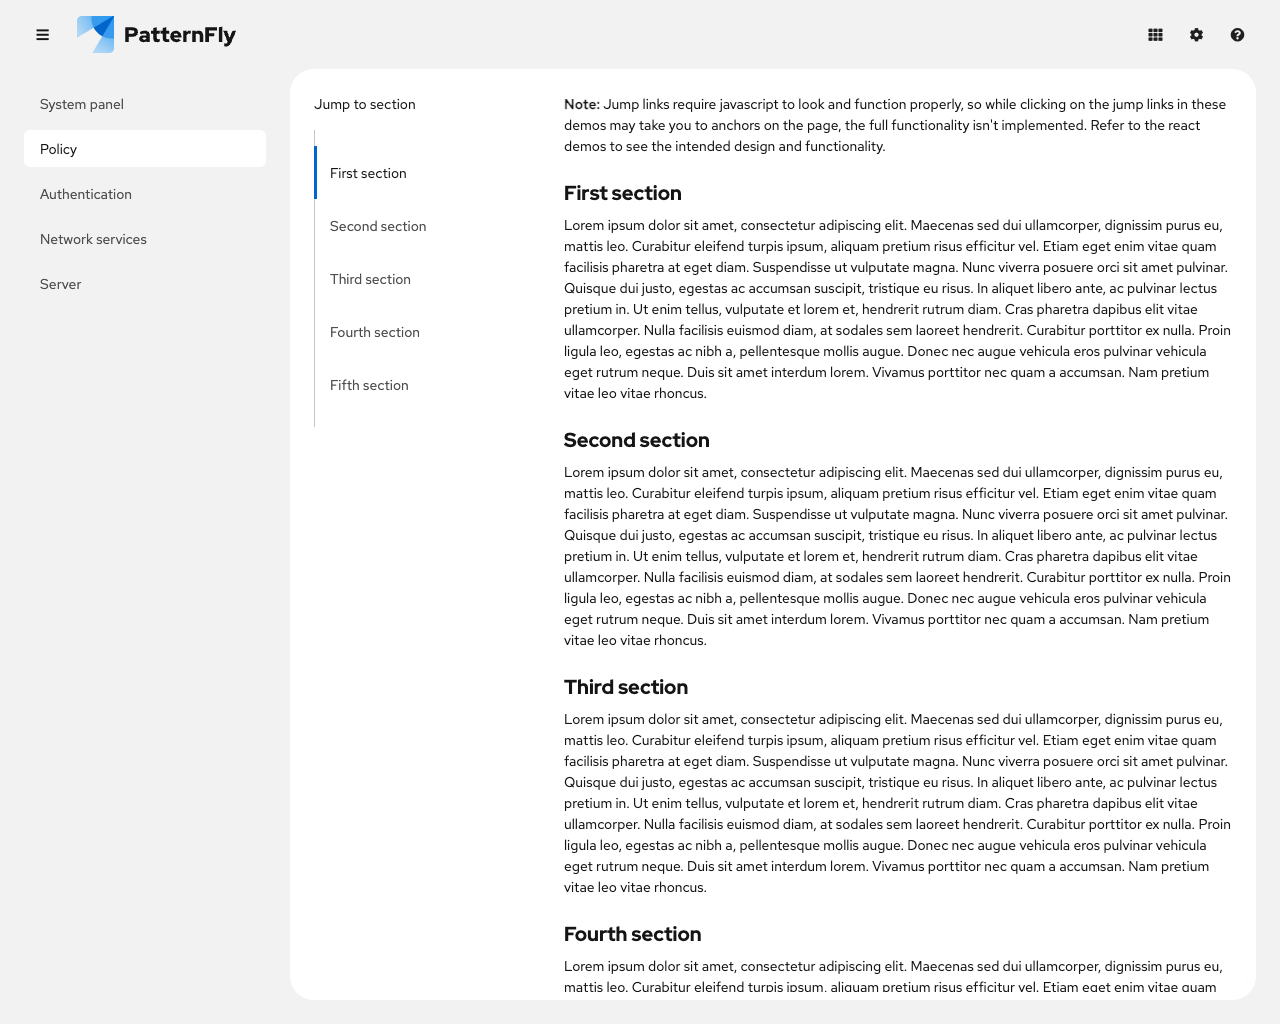 PatternFly
System panel
Policy
Authentication
Network services
Server
Jump to section
First section
Second section
Third section
Fourth section
Fifth section
Note: Jump links require javascript to look and function properly, so while clicking on the jump links in these
demos may take you to anchors on the page, the full functionality isn't implemented. Refer to the react
demos to see the intended design and functionality.
First section
Lorem ipsum dolor sit amet, consectetur adipiscing elit. Maecenas sed dui ullamcorper, dignissim purus eu,
mattis leo. Curabitur eleifend turpis ipsum, aliquam pretium risus efficitur vel. Etiam eget enim vitae quam
facilisis pharetra at eget diam. Suspendisse ut vulputate magna. Nunc viverra posuere orci sit amet pulvinar.
Quisque dui justo, egestas ac accumsan suscipit, tristique eu risus. In aliquet libero ante, ac pulvinar lectus
pretium in. Ut enim tellus, vulputate et lorem et, hendrerit rutrum diam. Cras pharetra dapibus elit vitae
ullamcorper. Nulla facilisis euismod diam, at sodales sem laoreet hendrerit. Curabitur porttitor ex nulla. Proin
ligula leo, egestas ac nibh a, pellentesque mollis augue. Donec nec augue vehicula eros pulvinar vehicula
eget rutrum neque. Duis sit amet interdum lorem. Vivamus porttitor nec quam a accumsan. Nam pretium
vitae leo vitae rhoncus.
Second section
Lorem ipsum dolor sit amet, consectetur adipiscing elit. Maecenas sed dui ullamcorper, dignissim purus eu,
mattis leo. Curabitur eleifend turpis ipsum, aliquam pretium risus efficitur vel. Etiam eget enim vitae quam
facilisis pharetra at eget diam. Suspendisse ut vulputate magna. Nunc viverra posuere orci sit amet pulvinar.
Quisque dui justo, egestas ac accumsan suscipit, tristique eu risus. In aliquet libero ante, ac pulvinar lectus
pretium in. Ut enim tellus, vulputate et lorem et, hendrerit rutrum diam. Cras pharetra dapibus elit vitae
ullamcorper. Nulla facilisis euismod diam, at sodales sem laoreet hendrerit. Curabitur porttitor ex nulla. Proin
ligula leo, egestas ac nibh a, pellentesque mollis augue. Donec nec augue vehicula eros pulvinar vehicula
eget rutrum neque. Duis sit amet interdum lorem. Vivamus porttitor nec quam a accumsan. Nam pretium
vitae leo vitae rhoncus.
Third section
Lorem ipsum dolor sit amet, consectetur adipiscing elit. Maecenas sed dui ullamcorper, dignissim purus eu,
mattis leo. Curabitur eleifend turpis ipsum, aliquam pretium risus efficitur vel. Etiam eget enim vitae quam
facilisis pharetra at eget diam. Suspendisse ut vulputate magna. Nunc viverra posuere orci sit amet pulvinar.
Quisque dui justo, egestas ac accumsan suscipit, tristique eu risus. In aliquet libero ante, ac pulvinar lectus
pretium in. Ut enim tellus, vulputate et lorem et, hendrerit rutrum diam. Cras pharetra dapibus elit vitae
ullamcorper. Nulla facilisis euismod diam, at sodales sem laoreet hendrerit. Curabitur porttitor ex nulla. Proin
ligula leo, egestas ac nibh a, pellentesque mollis augue. Donec nec augue vehicula eros pulvinar vehicula
eget rutrum neque. Duis sit amet interdum lorem. Vivamus porttitor nec quam a accumsan. Nam pretium
vitae leo vitae rhoncus.
Fourth section
Lorem ipsum dolor sit amet, consectetur adipiscing elit. Maecenas sed dui ullamcorper, dignissim purus eu,
mattis leo. Curabitur eleifend turpis ipsum, aliquam pretium risus efficitur vel. Etiam eget enim vitae quam